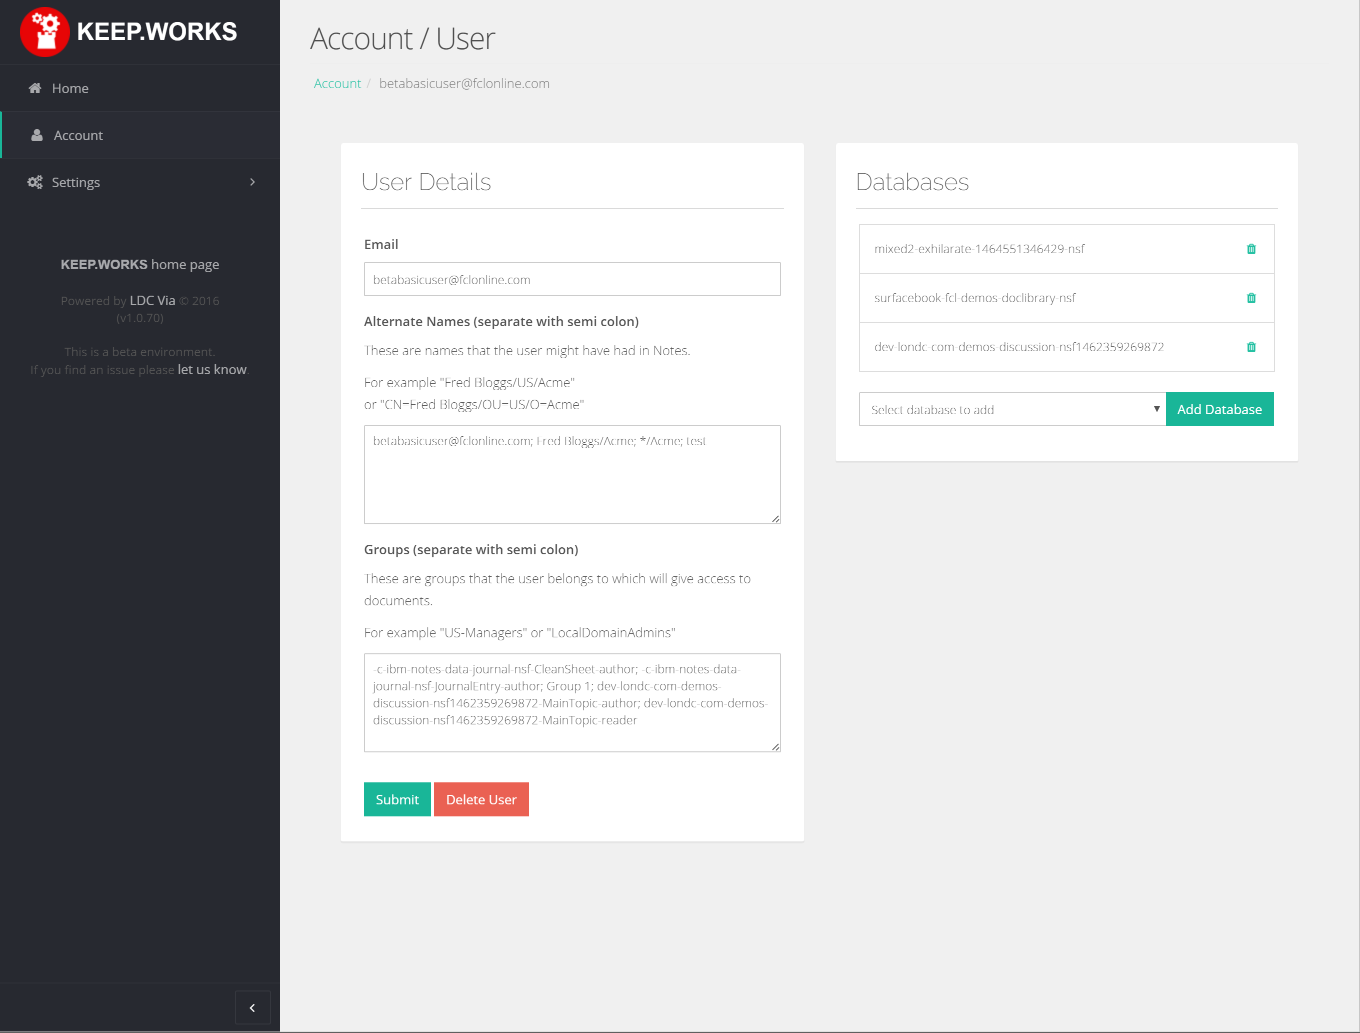 KEEP.WORKS
Home
Account
Settings
KEEP.WORKS home page
Powered by LDC Via © 2016
(v1.0.70)
This is a beta environment.
If you find an issue please let us know.
Account / User
Account / betabasicuser@fclonline.com
User Details
Email
betabasicuser@fclonline.com
Alternate Names (separate with semi colon)
These are names that the user might have had in Notes.
For example "Fred Bloggs/US/Acme"
or "CN=Fred Bloggs/OU=US/O=Acme"
betabasicuser@fclonline.com; Fred Bloggs/Acme; */Acme; test
Groups (separate with semi colon)
These are groups that the user belongs to which will give access to
documents.
For example "US-Managers" or "LocalDomainAdmins"
-c-ibm-notes-data-journal-nsf-CleanSheet-author; -c-ibm-notes-data-
journal-nsf-JournalEntry-author; Group 1; dev-londc-com-demos-
discussion-nsf1462359269872-MainTopic-author; dev-londc-com-demos-
discussion-nsf1462359269872-MainTopic-reader
Submit
Delete User
Databases
mixed2-exhilarate-1464551346429-nsf
surfacebook-fcl-demos-doclibrary-nsf
dev-londc-com-demos-discussion-nsf1462359269872
Select database to add
Add Database